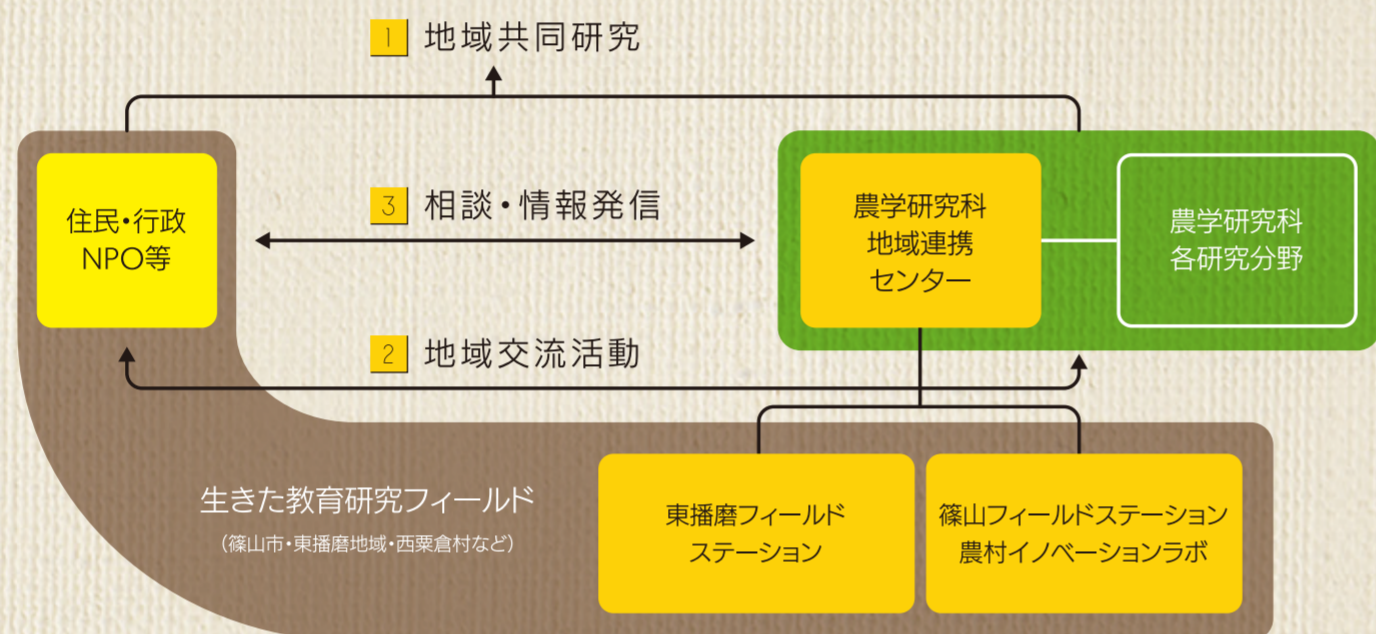 1 地域共同研究
住民・行政
NPO等
3 相談・情報発信
農学研究科
地域連携
センター
農学研究科
各研究分野
2 地域交流活動
生きた教育研究フィールド
(篠山市・東播磨地域・西粟倉村など)
東播磨フィールド
ステーション
篠山フィールドステーション
農村イノベーションラボ